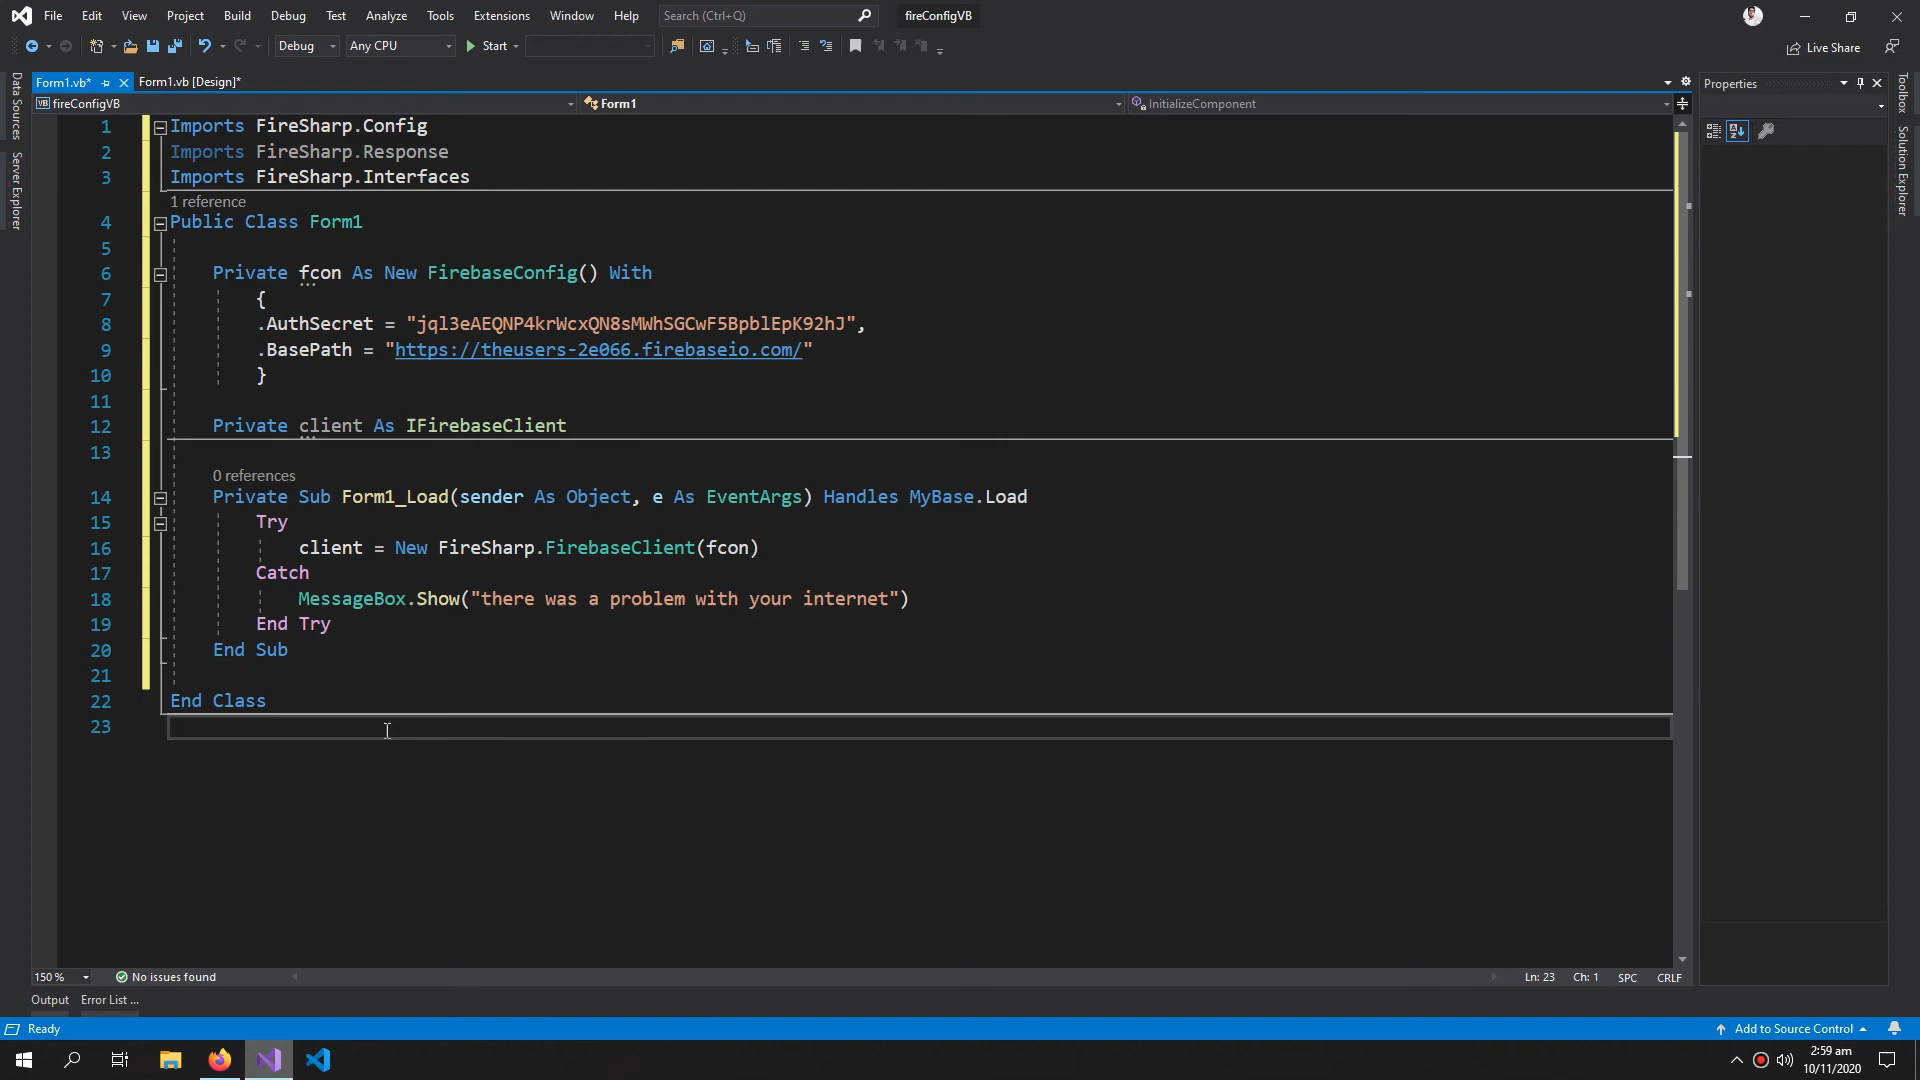 File Edit View Project Build Debug Test Analyze Tools Extensions Window Help Search (Ctrl+Q) fireConfigVB
Debug Any CPU Start Live Share
Form1.vb* Form1.vb [Design]*
fireConfigVB Form1 InitializeComponent
Data Sources
Server Explorer
1 Imports FireSharp.Config
2 Imports FireSharp.Response
3 Imports FireSharp.Interfaces
1 reference
4 Public Class Form1
5
6 Private fcon As New FirebaseConfig() With
7 {
8 .AuthSecret = "jql3eAEQNP4krWcxQN8sMWhSGCwF5BpblEpK92hJ",
9 .BasePath = "https://theusers-2e066.firebaseio.com/"
10 }
11
12 Private client As IFirebaseClient
13
0 references
14 Private Sub Form1_Load(sender As Object, e As EventArgs) Handles MyBase.Load
15 Try
16 client = New FireSharp.FirebaseClient(fcon)
17 Catch
18 MessageBox.Show("there was a problem with your internet")
19 End Try
20 End Sub
21
22 End Class
23
Properties
Toolbox
Solution Explorer
150 % No issues found Ln: 23 Ch: 1 SPC CRLF
Output Error List ...
Ready Add to Source Control
2:59 am
10/11/2020